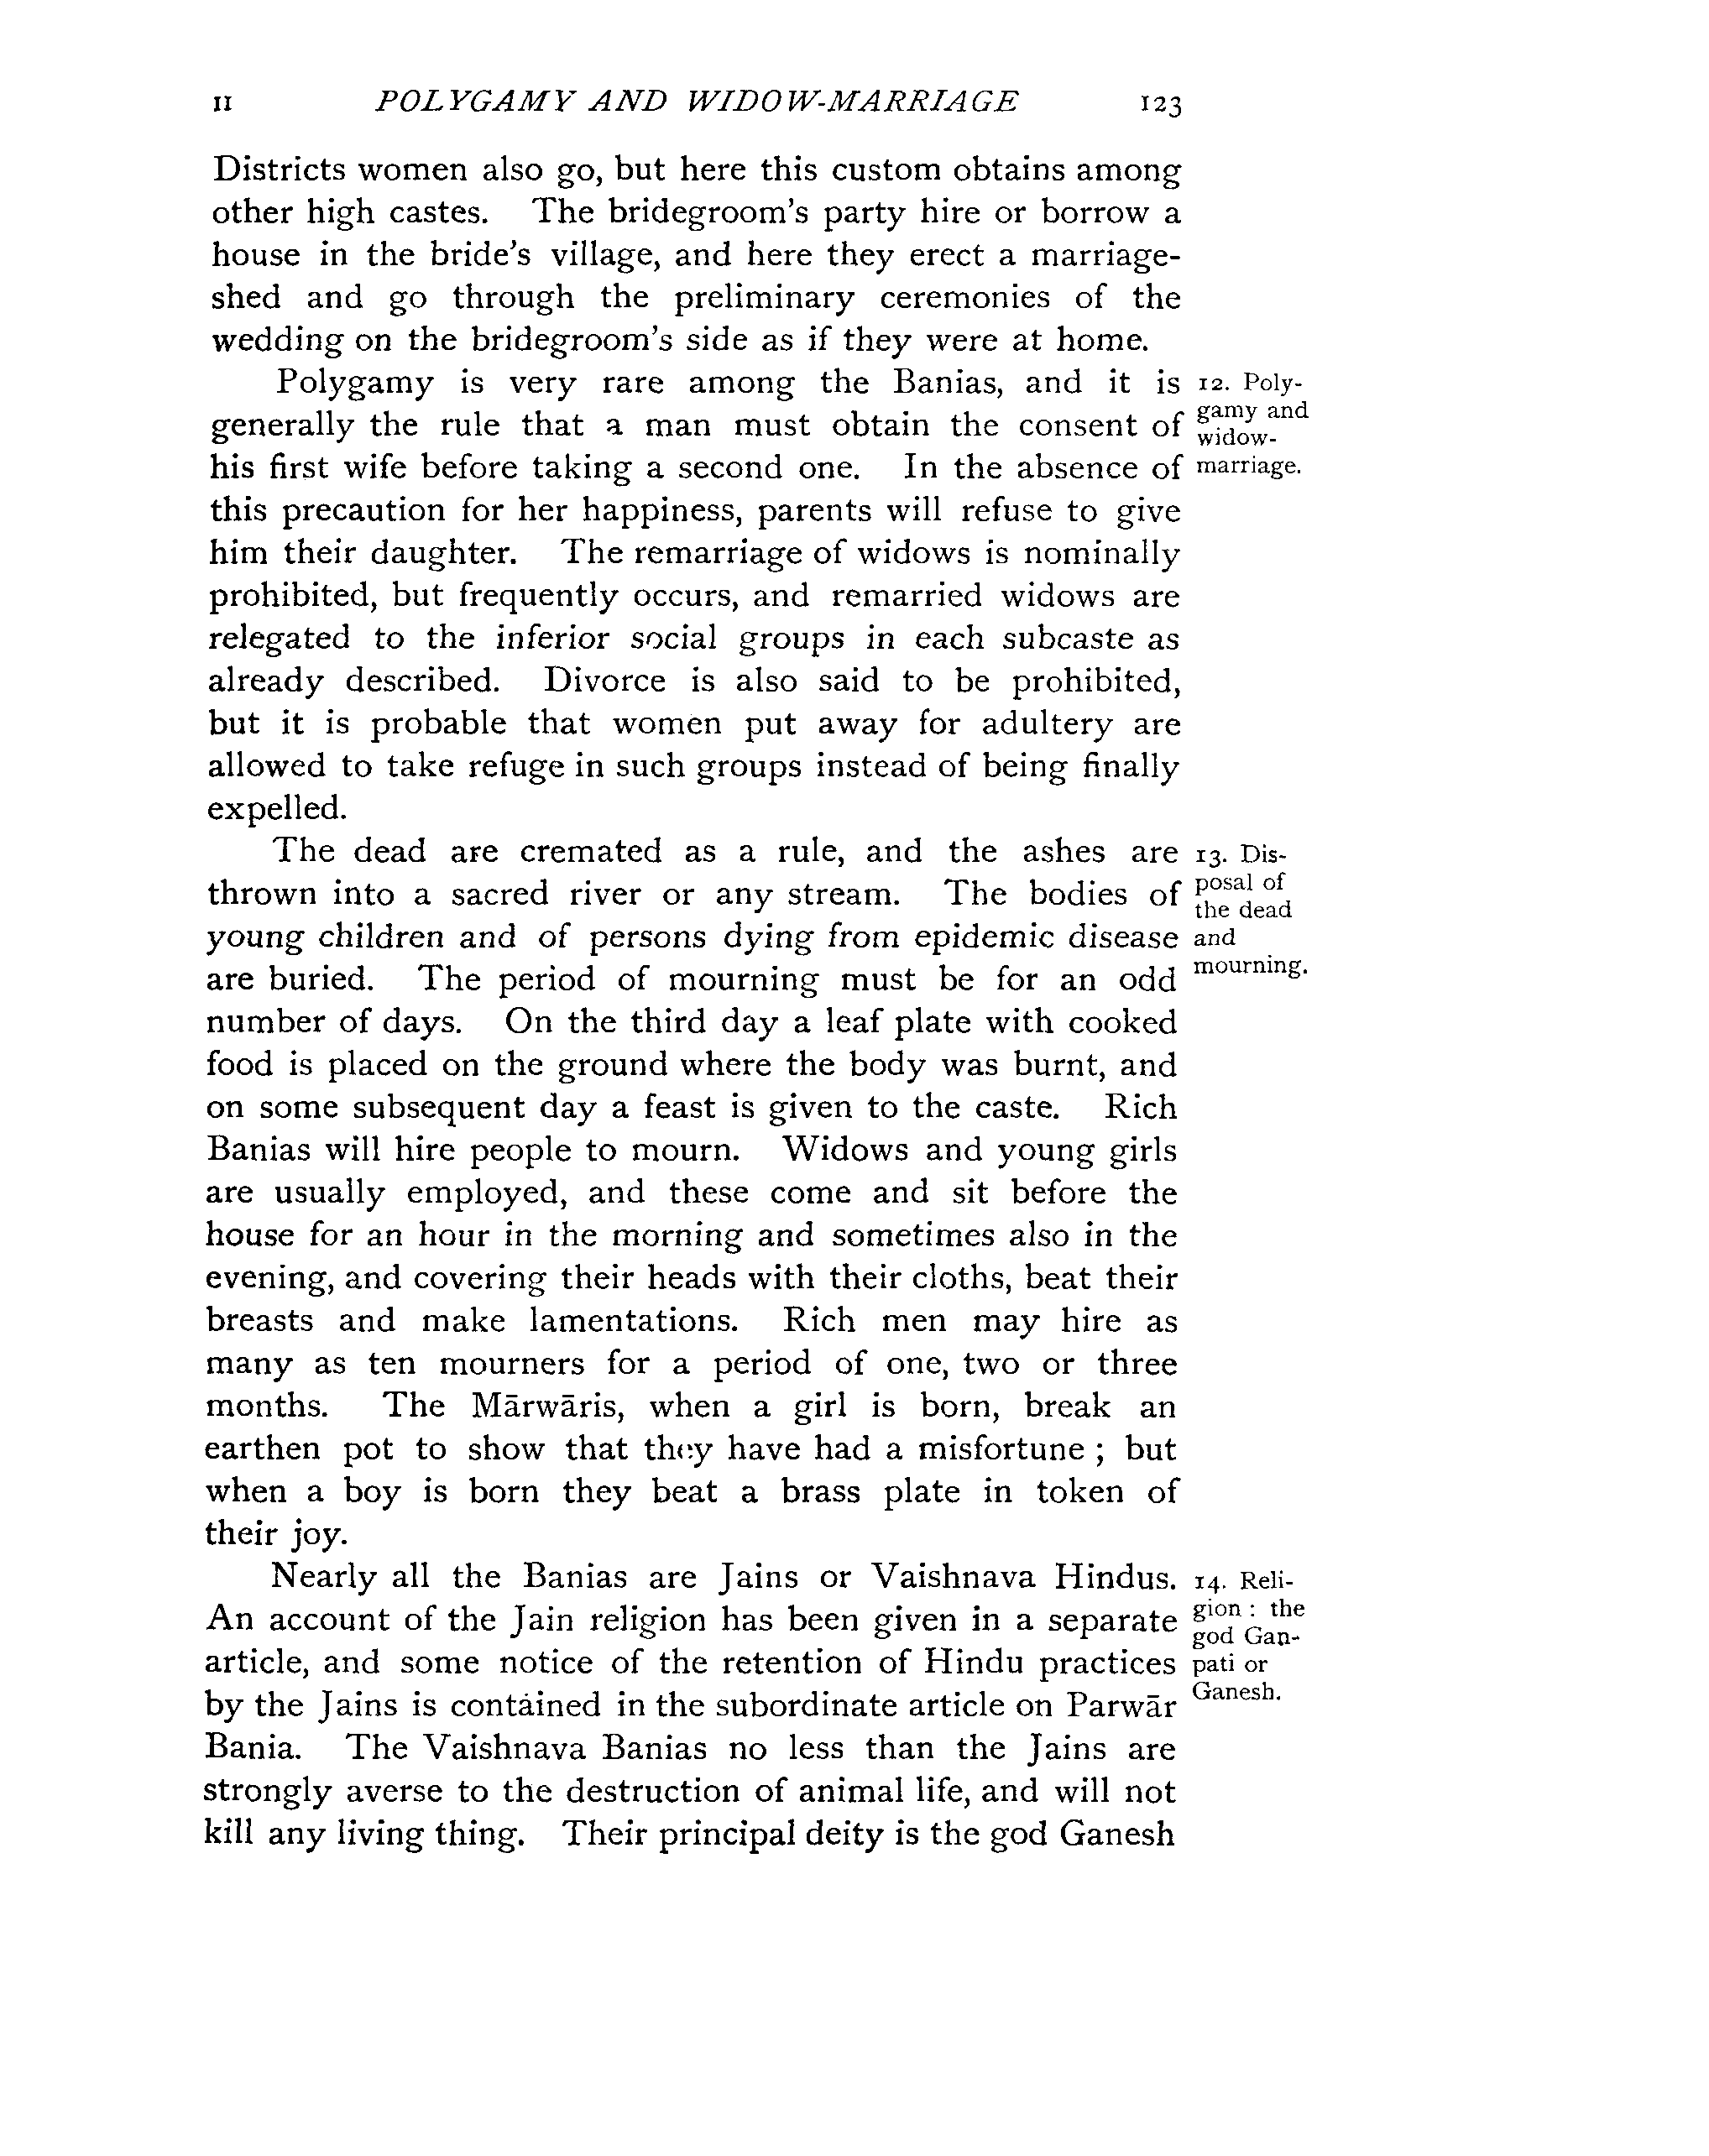 II POLYGAMY AND WIDOW-MARRIAGE 123
Districts women also go, but here this custom obtains among
other high castes. The bridegroom's party hire or borrow a
house in the bride's village, and here they erect a marriage-
shed and go through the preliminary ceremonies of the
wedding on the bridegroom's side as if they were at home.
Polygamy is very rare among the Banias, and it is
generally the rule that a man must obtain the consent of
his first wife before taking a second one. In the absence of
this precaution for her happiness, parents will refuse to give
him their daughter. The remarriage of widows is nominally
prohibited, but frequently occurs, and remarried widows are
relegated to the inferior social groups in each subcaste as
already described. Divorce is also said to be prohibited,
but it is probable that women put away for adultery are
allowed to take refuge in such groups instead of being finally
expelled.
12. Poly-
gamy and
widow-
marriage.
The dead are cremated as a rule, and the ashes are
thrown into a sacred river or any stream. The bodies of
young children and of persons dying from epidemic disease
are buried. The period of mourning must be for an odd
number of days. On the third day a leaf plate with cooked
food is placed on the ground where the body was burnt, and
on some subsequent day a feast is given to the caste. Rich
Banias will hire people to mourn. Widows and young girls
are usually employed, and these come and sit before the
house for an hour in the morning and sometimes also in the
evening, and covering their heads with their cloths, beat their
breasts and make lamentations. Rich men may hire as
many as ten mourners for a period of one, two or three
months. The Mārwāris, when a girl is born, break an
earthen pot to show that they have had a misfortune ; but
when a boy is born they beat a brass plate in token of
their joy.
13. Dis-
posal of
the dead
and
mourning.
Nearly all the Banias are Jains or Vaishnava Hindus.
An account of the Jain religion has been given in a separate
article, and some notice of the retention of Hindu practices
by the Jains is contained in the subordinate article on Parwār
Bania. The Vaishnava Banias no less than the Jains are
strongly averse to the destruction of animal life, and will not
kill any living thing. Their principal deity is the god Ganesh
14. Reli-
gion : the
god Gan-
pati or
Ganesh.